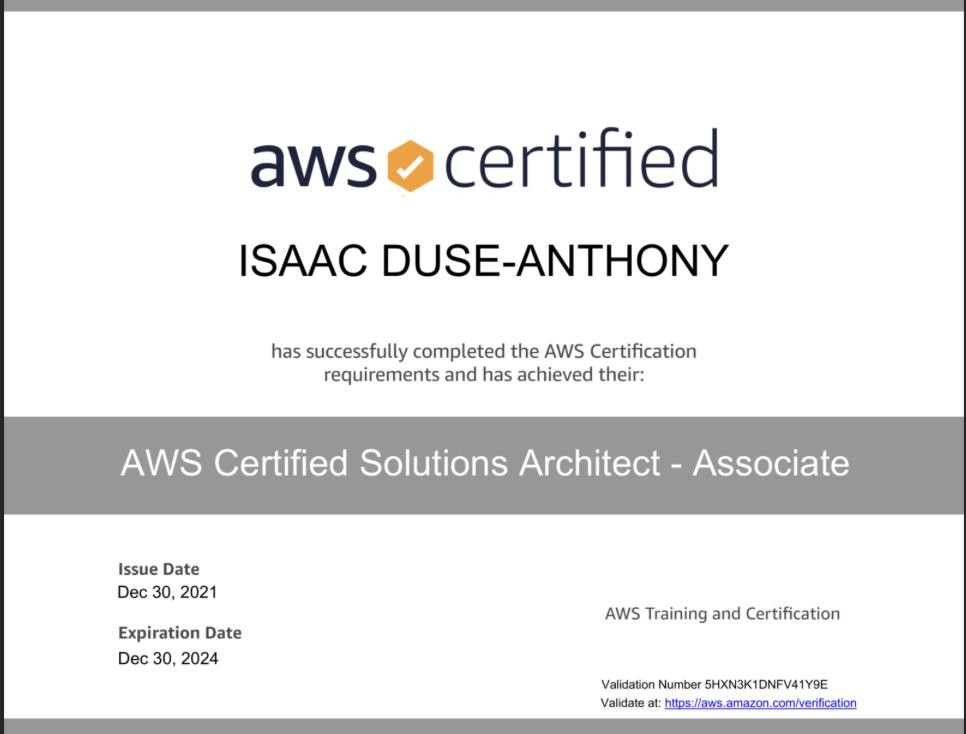 aws certified
ISAAC DUSE-ANTHONY
has successfully completed the AWS Certification
requirements and has achieved their:
AWS Certified Solutions Architect - Associate
Issue Date
Dec 30, 2021
Expiration Date
Dec 30, 2024
AWS Training and Certification
Validation Number 5HXN3K1DNFV41Y9E
Validate at: https://aws.amazon.com/verification